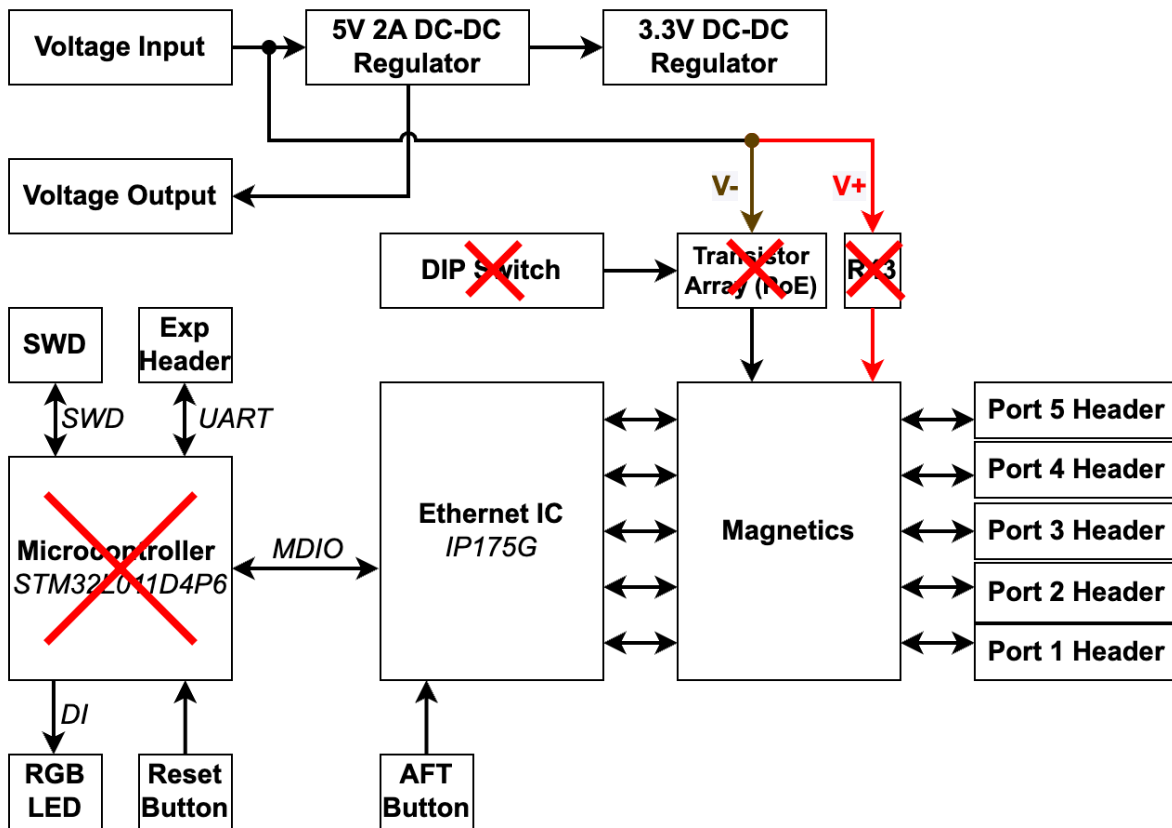 Voltage Input
5V 2A DC-DC
Regulator
3.3V DC-DC
Regulator
Voltage Output
V-
V+
DIP Switch
Transistor
Array (PoE)
SWD
Exp
Header
SWD
UART
Microcontroller
STM32L011D4P6
MDIO
Ethernet IC
IP175G
Magnetics
Port 5 Header
Port 4 Header
Port 3 Header
Port 2 Header
Port 1 Header
DI
RGB
LED
Reset
Button
AFT
Button